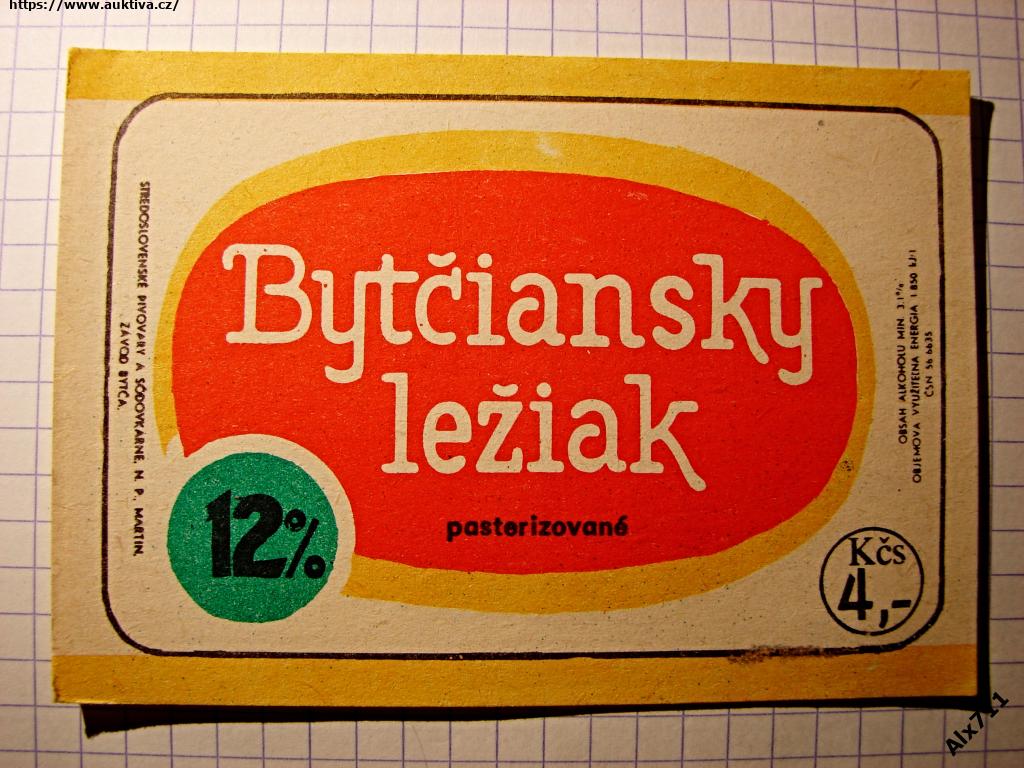 https://www.auktiva.cz/
STREDOSLOVENSKÉ PIVOVARY A SÓDOVKÁRNE, N. P., MARTIN,
ZÁVOD BYTČA.
Bytčiansky
ležiak
pasterizované
12%
Kčs
4,-
OBSAH ALKOHOLU MIN. 3,1%
OBJEMOVÁ VYUŽITEĽNÁ ENERGIA 1 850 kJ/l
ČSN 56 6635
Alx711